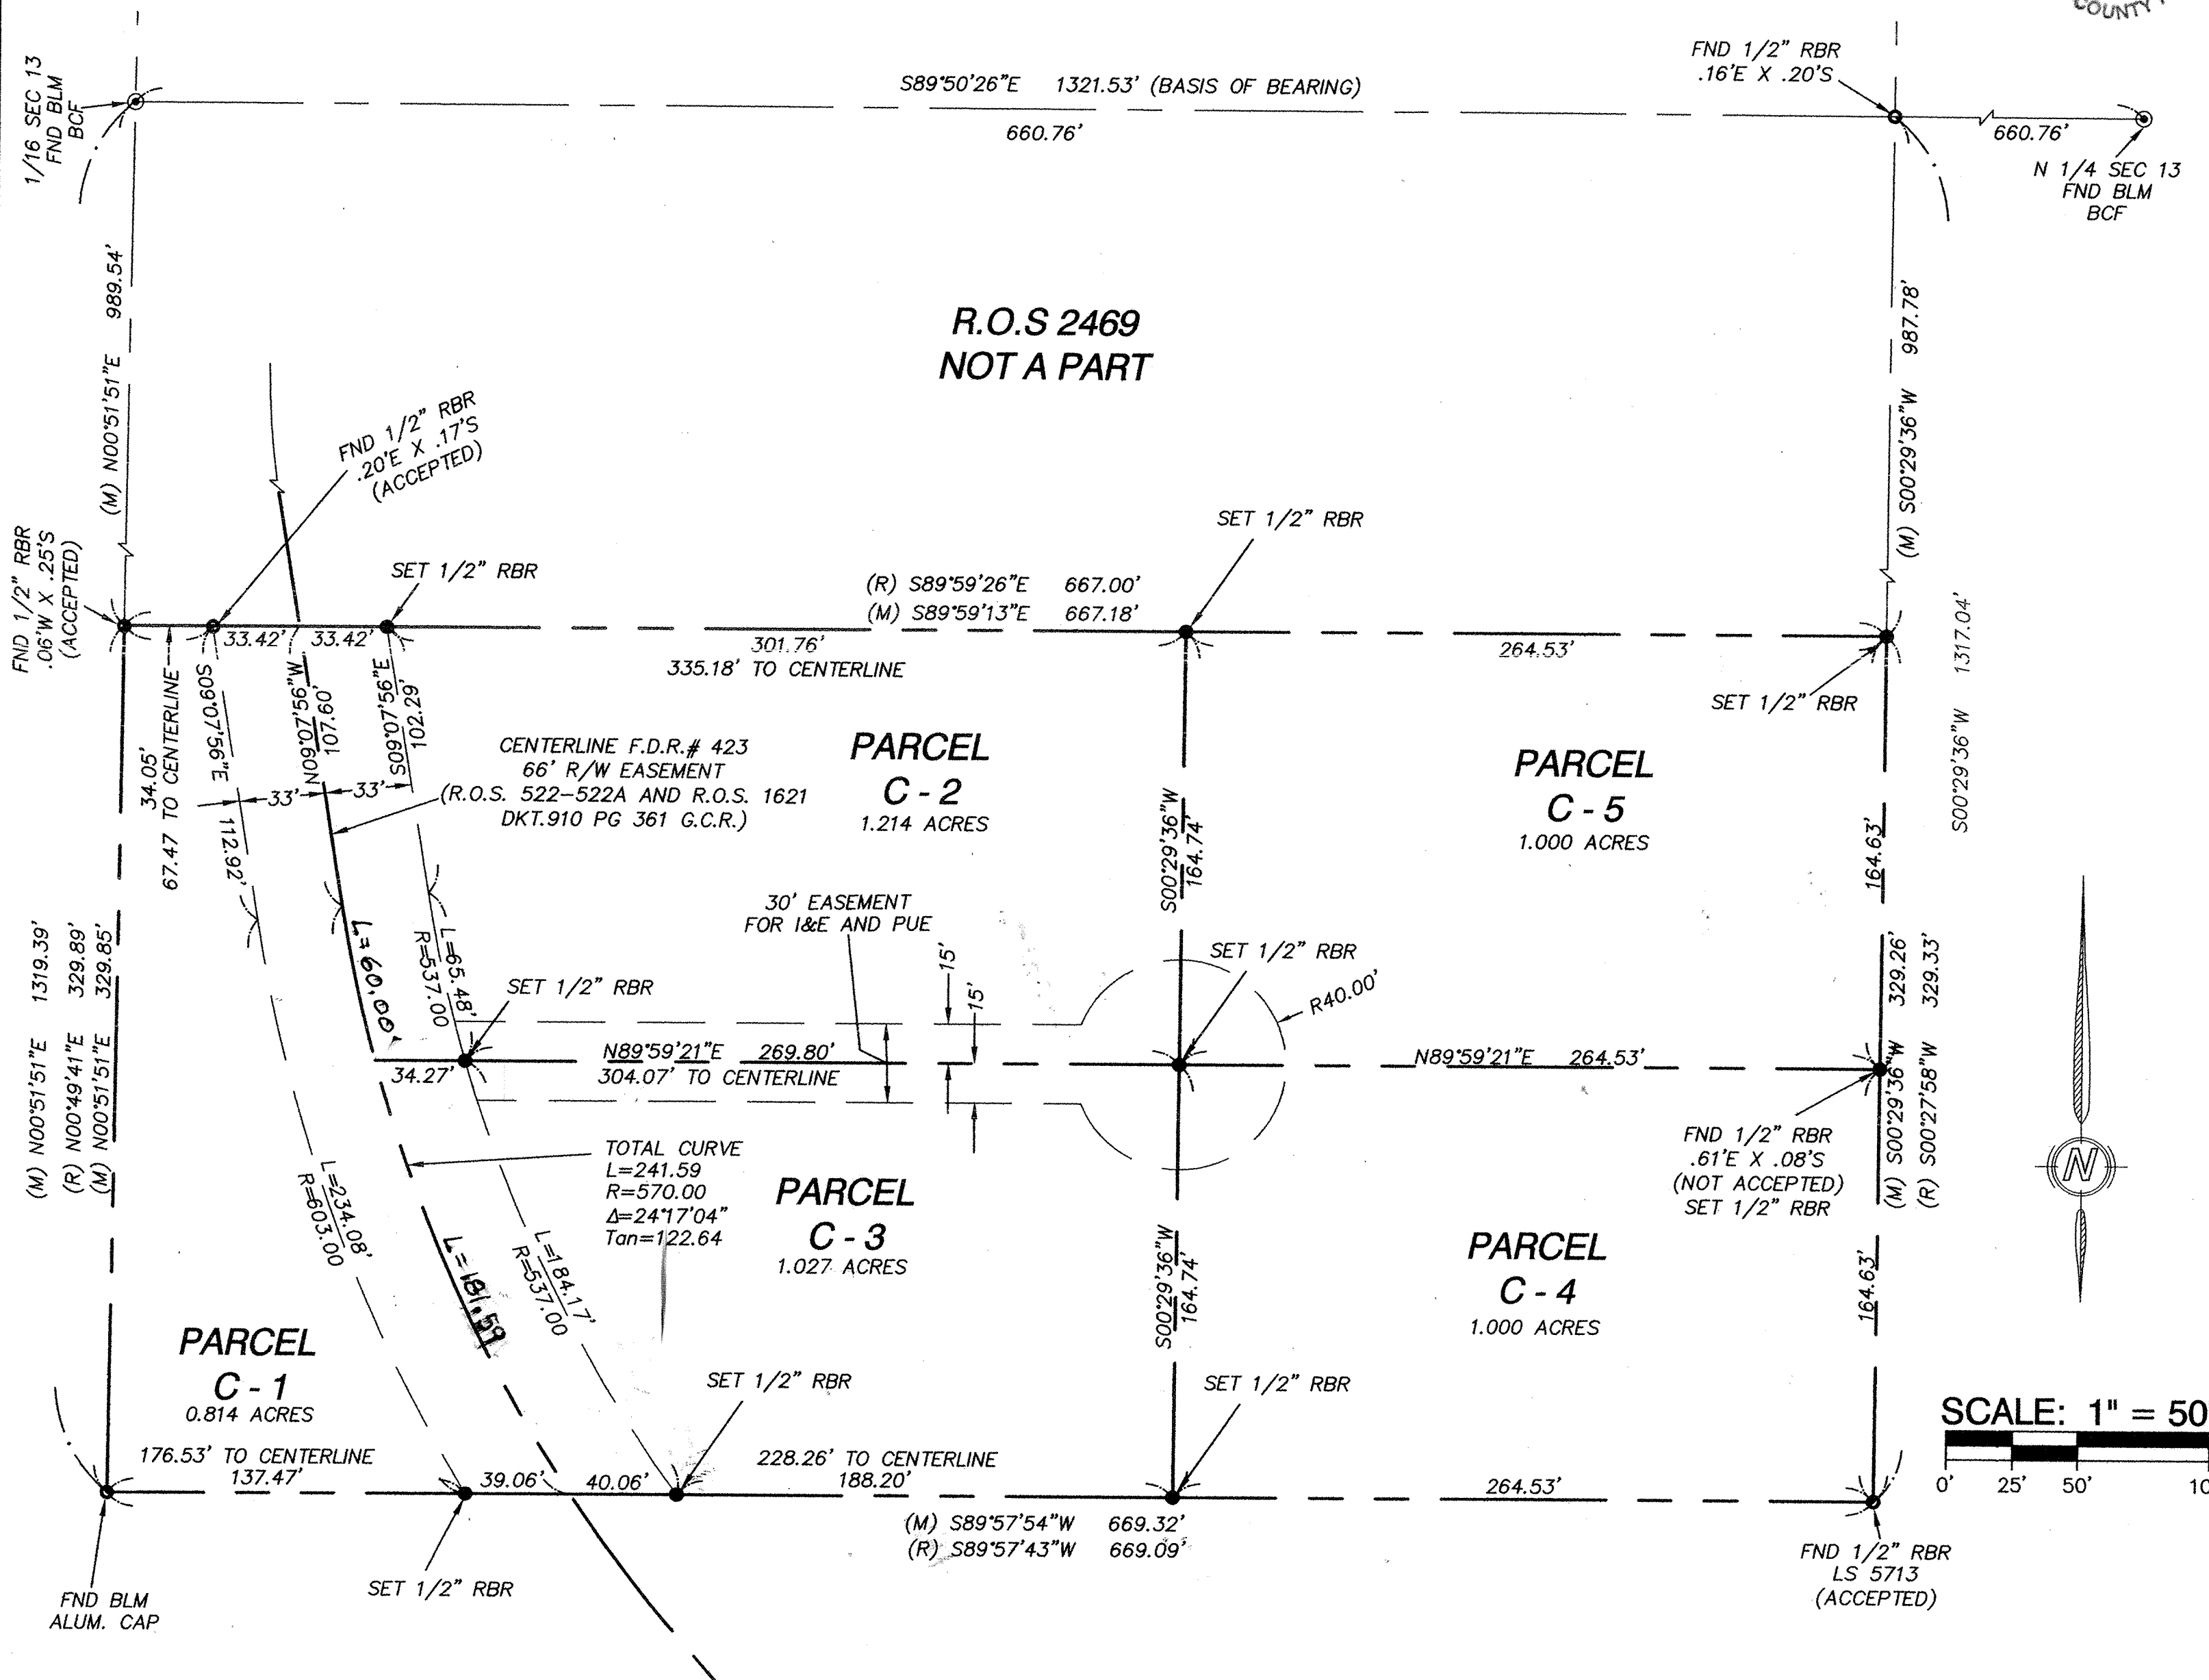 COUNTY
FND 1/2" RBR
.16'E X .20'S
S89°50'26"E 1321.53' (BASIS OF BEARING)
660.76'
660.76'
1/16 SEC 13
FND BLM
BCF
N 1/4 SEC 13
FND BLM
BCF
(M) N00°51'51"E 989.54'
(M) S00°29'36"W 987.78'
R.O.S 2469
NOT A PART
FND 1/2" RBR
.20'E X .17'S
(ACCEPTED)
FND 1/2" RBR
.06'W X .25'S
(ACCEPTED)
SET 1/2" RBR
SET 1/2" RBR
(R) S89°59'26"E 667.00'
(M) S89°59'13"E 667.18'
33.42'
33.42'
301.76'
335.18' TO CENTERLINE
264.53'
SET 1/2" RBR
S00°29'36"W 1317.04'
34.05'
67.47 TO CENTERLINE
S09°07'56"E
112.92'
N09°07'56"W
107.60'
S09°07'56"E
102.29'
33'
33'
CENTERLINE F.D.R.# 423
66' R/W EASEMENT
(R.O.S. 522-522A AND R.O.S. 1621
DKT.910 PG 361 G.C.R.)
PARCEL
C - 2
1.214 ACRES
PARCEL
C - 5
1.000 ACRES
S00°29'36"W
164.74'
164.63'
30' EASEMENT
FOR I&E AND PUE
15'
15'
SET 1/2" RBR
R40.00'
L=60.00'
L=65.48'
R=537.00
SET 1/2" RBR
N89°59'21"E 269.80'
34.27'
304.07' TO CENTERLINE
N89°59'21"E 264.53'
(M) N00°51'51"E 1319.39'
(R) N00°49'41"E 329.89'
(M) N00°51'51"E 329.85'
(M) S00°29'36"W 329.26'
(R) S00°27'58"W 329.33'
FND 1/2" RBR
.61'E X .08'S
(NOT ACCEPTED)
SET 1/2" RBR
N
TOTAL CURVE
L=241.59
R=570.00
Δ=24°17'04"
Tan=122.64
L=234.08'
R=603.00
L=181.59
L=184.17'
R=537.00
PARCEL
C - 3
1.027 ACRES
S00°29'36"W
164.74'
PARCEL
C - 4
1.000 ACRES
164.63'
PARCEL
C - 1
0.814 ACRES
SET 1/2" RBR
SET 1/2" RBR
176.53' TO CENTERLINE
137.47'
39.06'
40.06'
228.26' TO CENTERLINE
188.20'
264.53'
(M) S89°57'54"W 669.32'
(R) S89°57'43"W 669.09'
SCALE: 1" = 50
0' 25' 50' 10
FND BLM
ALUM. CAP
SET 1/2" RBR
FND 1/2" RBR
LS 5713
(ACCEPTED)